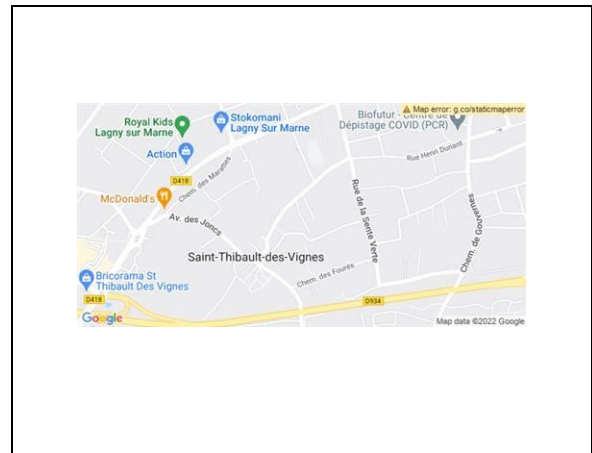 Map error: g.co/staticmaperror
Royal Kids
Lagny sur Marne
Stokomani
Lagny Sur Marne
Biofutur - Centre de
Dépistage COVID (PCR)
Action
Rue Henri Dunant
D418
Chem. des Marattes
McDonald's
Rue de la Sente Verte
Av. des Joncs
Chem. de Gouvernes
Saint-Thibault-des-Vignes
Bricorama St
Thibault Des Vignes
Chem. des Fourés
D418
D934
Google
Map data ©2022 Google